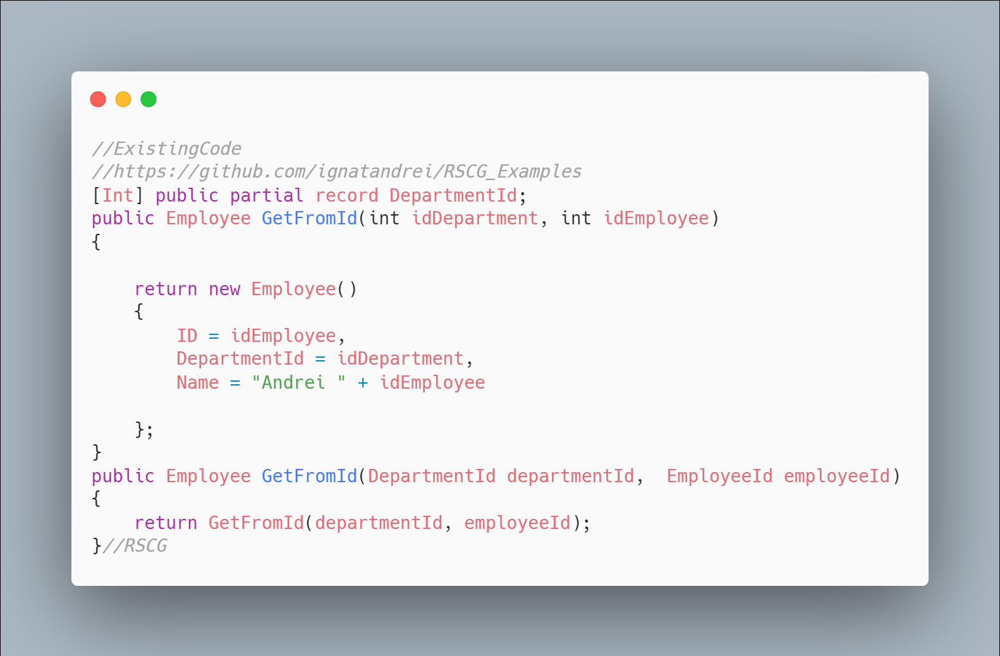 //ExistingCode
//https://github.com/ignatandrei/RSCG_Examples
[Int] public partial record DepartmentId;
public Employee GetFromId(int idDepartment, int idEmployee)
{
    return new Employee()
    {
        ID = idEmployee,
        DepartmentId = idDepartment,
        Name = "Andrei " + idEmployee
    };
}
public Employee GetFromId(DepartmentId departmentId,  EmployeeId employeeId)
{
    return GetFromId(departmentId, employeeId);
}//RSCG